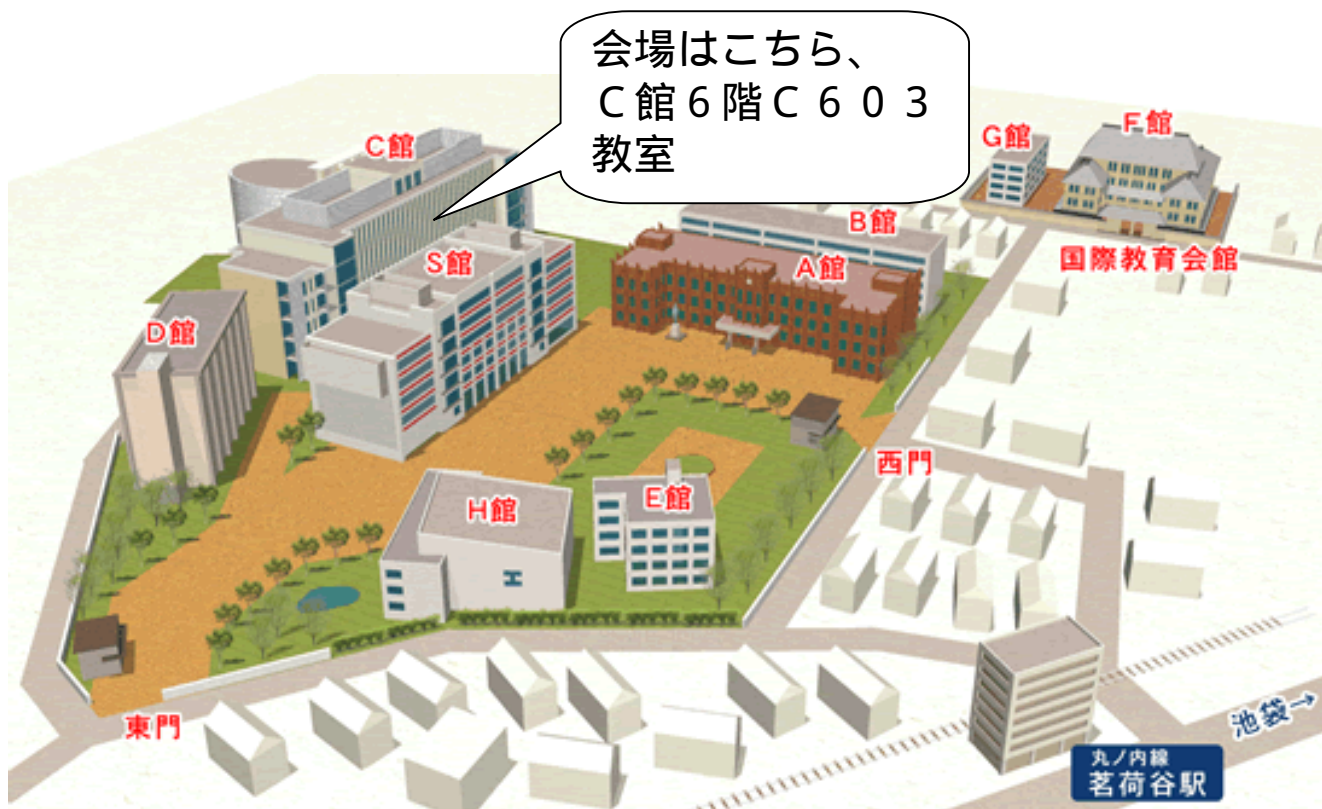 会場はこちら、
C館6階C603
教室
C館
G館
F館
B館
S館
A館
国際教育会館
D館
西門
H館
E館
東門
池袋→
丸ノ内線
茗荷谷駅